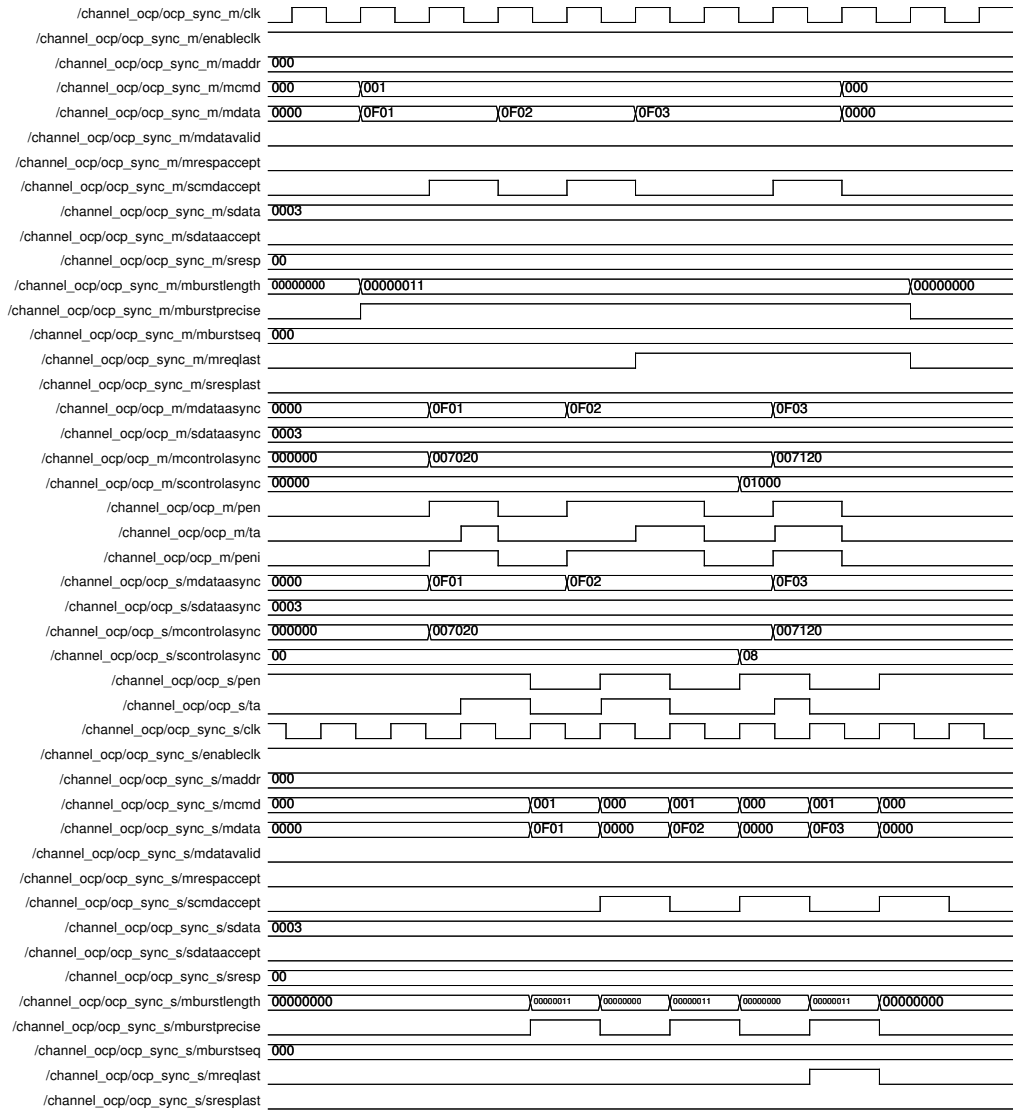 /channel_ocp/ocp_sync_m/clk
/channel_ocp/ocp_sync_m/enableclk
/channel_ocp/ocp_sync_m/maddr 000
/channel_ocp/ocp_sync_m/mcmd 000 001 000
/channel_ocp/ocp_sync_m/mdata 0000 0F01 0F02 0F03 0000
/channel_ocp/ocp_sync_m/mdatavalid
/channel_ocp/ocp_sync_m/mrespaccept
/channel_ocp/ocp_sync_m/scmdaccept
/channel_ocp/ocp_sync_m/sdata 0003
/channel_ocp/ocp_sync_m/sdataaccept
/channel_ocp/ocp_sync_m/sresp 00
/channel_ocp/ocp_sync_m/mburstlength 00000000 00000011 00000000
/channel_ocp/ocp_sync_m/mburstprecise
/channel_ocp/ocp_sync_m/mburstseq 000
/channel_ocp/ocp_sync_m/mreqlast
/channel_ocp/ocp_sync_m/sresplast
/channel_ocp/ocp_m/mdataasync 0000 0F01 0F02 0F03
/channel_ocp/ocp_m/sdataasync 0003
/channel_ocp/ocp_m/mcontrolasync 000000 007020 007120
/channel_ocp/ocp_m/scontrolasync 00000 01000
/channel_ocp/ocp_m/pen
/channel_ocp/ocp_m/ta
/channel_ocp/ocp_m/peni
/channel_ocp/ocp_s/mdataasync 0000 0F01 0F02 0F03
/channel_ocp/ocp_s/sdataasync 0003
/channel_ocp/ocp_s/mcontrolasync 000000 007020 007120
/channel_ocp/ocp_s/scontrolasync 00 08
/channel_ocp/ocp_s/pen
/channel_ocp/ocp_s/ta
/channel_ocp/ocp_sync_s/clk
/channel_ocp/ocp_sync_s/enableclk
/channel_ocp/ocp_sync_s/maddr 000
/channel_ocp/ocp_sync_s/mcmd 000 001 000 001 000 001 000
/channel_ocp/ocp_sync_s/mdata 0000 0F01 0000 0F02 0000 0F03 0000
/channel_ocp/ocp_sync_s/mdatavalid
/channel_ocp/ocp_sync_s/mrespaccept
/channel_ocp/ocp_sync_s/scmdaccept
/channel_ocp/ocp_sync_s/sdata 0003
/channel_ocp/ocp_sync_s/sdataaccept
/channel_ocp/ocp_sync_s/sresp 00
/channel_ocp/ocp_sync_s/mburstlength 00000000 00000011 00000000 00000011 00000000 00000011 00000000
/channel_ocp/ocp_sync_s/mburstprecise
/channel_ocp/ocp_sync_s/mburstseq 000
/channel_ocp/ocp_sync_s/mreqlast
/channel_ocp/ocp_sync_s/sresplast